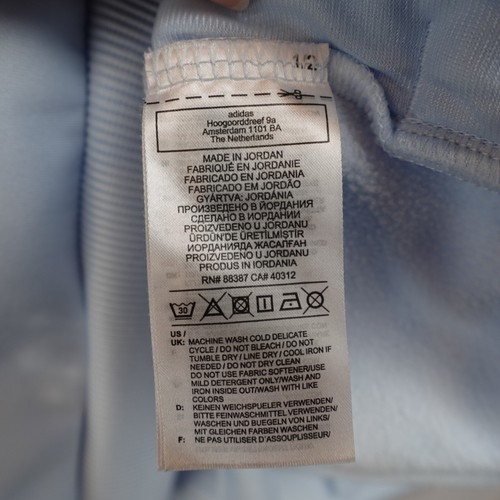 1/2
adidas
Hoogoorddreef 9a
Amsterdam 1101 BA
The Netherlands
MADE IN JORDAN
FABRIQUÉ EN JORDANIE
FABRICADO EN JORDANIA
FABRICADO EM JORDÃO
GYÁRTVA: JORDÁNIA
ПРОИЗВЕДЕНО В ЙОРДАНИЯ
СДЕЛАНО В ИОРДАНИИ
PROIZVEDENO U JORDANU
ÜRDÜN'DE ÜRETİLMİŞTİR
ИОРДАНИЯДА ЖАСАЛҒАН
PROIZVEDENO U JORDANU
PRODUS IN IORDANIA
RN# 88387 CA# 40312
30
US /
UK: MACHINE WASH COLD DELICATE
CYCLE / DO NOT BLEACH / DO NOT
TUMBLE DRY / LINE DRY / COOL IRON IF
NEEDED / DO NOT DRY CLEAN
DO NOT USE FABRIC SOFTENER/USE
MILD DETERGENT ONLY/WASH AND
IRON INSIDE OUT/WASH WITH LIKE
COLORS
D: KEINEN WEICHSPUELER VERWENDEN/
BITTE FEINWASCHMITTEL VERWENDEN/
WASCHEN UND BUEGELN VON LINKS/
MIT GLEICHEN FARBEN WASCHEN
F: NE PAS UTILISER D'ASSOUPLISSEUR/